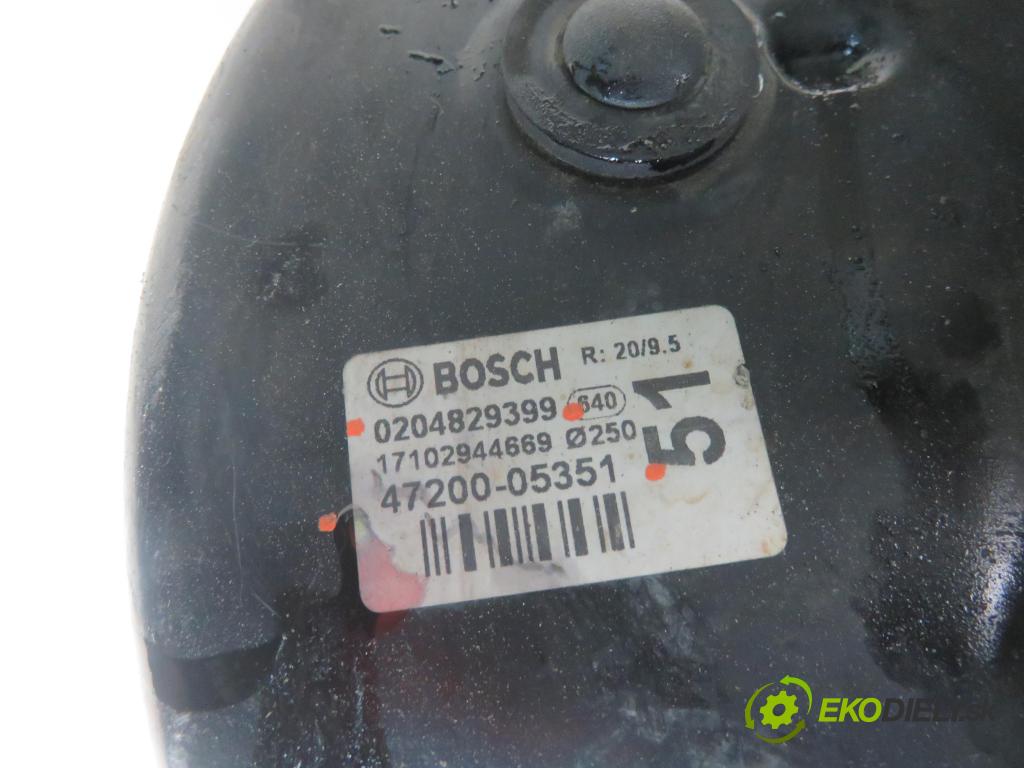 BOSCH R: 20/9.5
0204829399 640
17102944669 Ø250
47200-05351
51
EKODIELY.sk